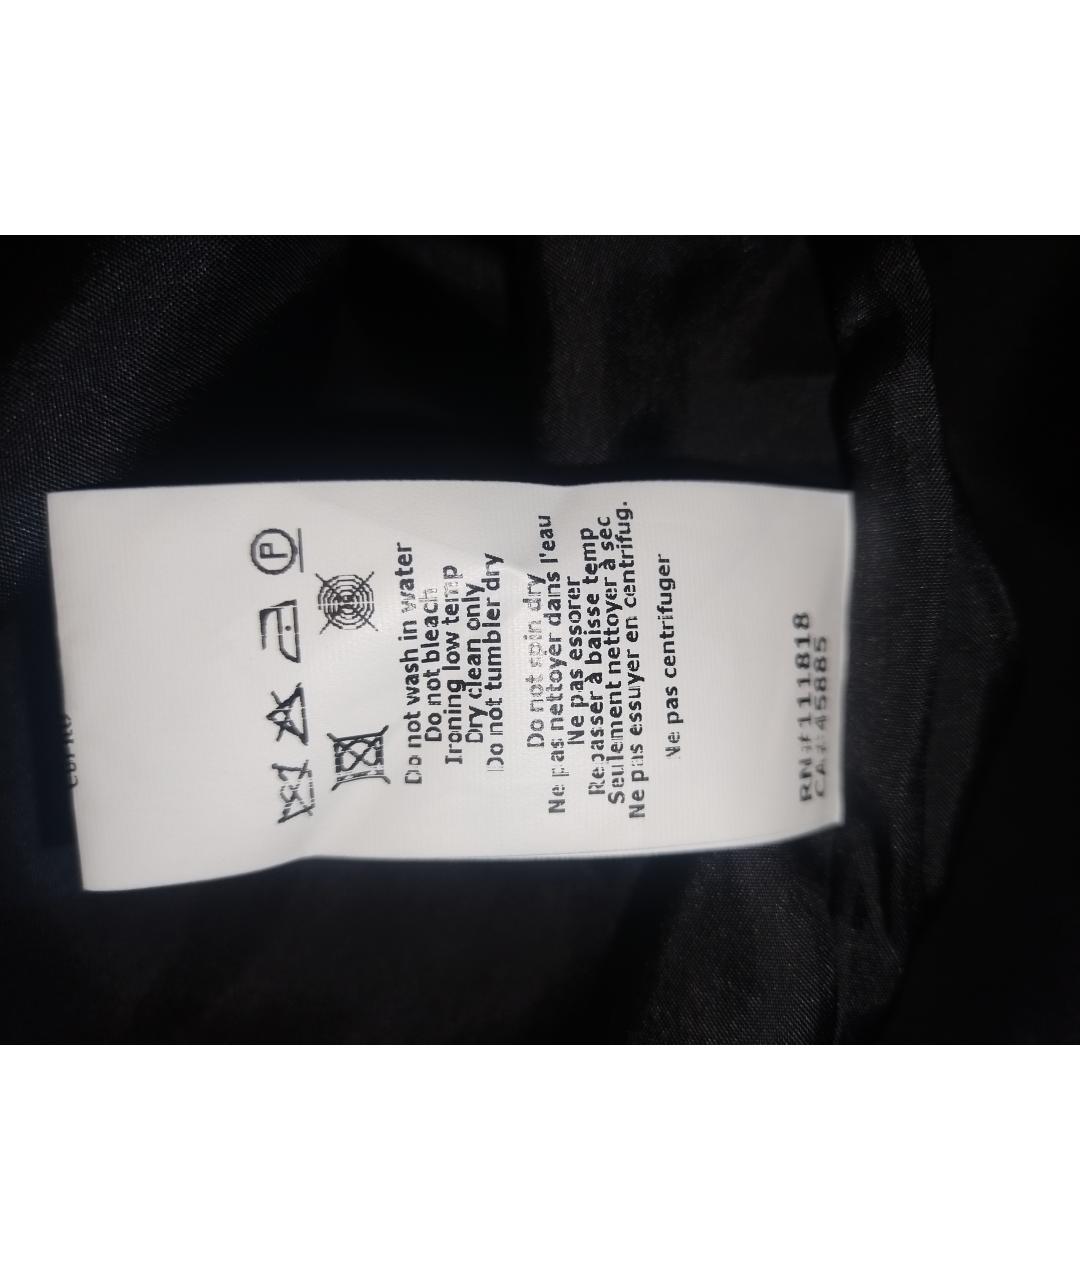 P
Do not wash in water
Do not bleach
Ironing low temp
Dry clean only
Do not tumbler dry
Do not spin dry
Ne pas nettoyer dans l'eau
Ne pas essorer
Repasser à baisse temp
Seulement nettoyer à sec
Ne pas essuyer en centrifug.
Ne pas centrifuger
RN#111818
CA#45885